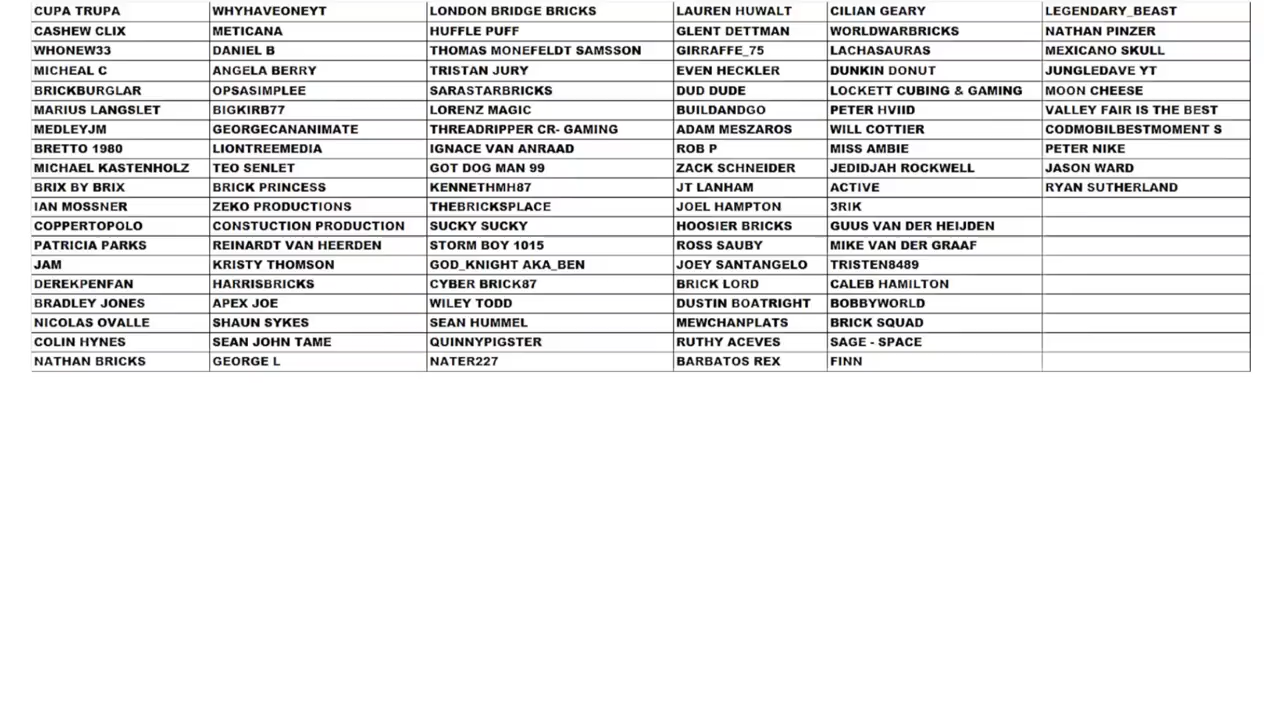 CUPA TRUPA WHYHAVEONEYT LONDON BRIDGE BRICKS LAUREN HUWALT CILIAN GEARY LEGENDARY_BEAST
CASHEW CLIX METICANA HUFFLE PUFF GLENT DETTMAN WORLDWARBRICKS NATHAN PINZER
WHONEW33 DANIEL B THOMAS MONEFELDT SAMSSON GIRRAFFE_75 LACHASAURAS MEXICANO SKULL
MICHEAL C ANGELA BERRY TRISTAN JURY EVEN HECKLER DUNKIN DONUT JUNGLEDAVE YT
BRICKBURGLAR OPSASIMPLEE SARASTARBRICKS DUD DUDE LOCKETT CUBING & GAMING MOON CHEESE
MARIUS LANGSLET BIGKIRB77 LORENZ MAGIC BUILDANDGO PETER HVIID VALLEY FAIR IS THE BEST
MEDLEYJM GEORGECANANIMATE THREADRIPPER CR- GAMING ADAM MESZAROS WILL COTTIER CODMOBILBESTMOMENT S
BRETTO 1980 LIONTREEMEDIA IGNACE VAN ANRAAD ROB P MISS AMBIE PETER NIKE
MICHAEL KASTENHOLZ TEO SENLET GOT DOG MAN 99 ZACK SCHNEIDER JEDIDJAH ROCKWELL JASON WARD
BRIX BY BRIX BRICK PRINCESS KENNETHMH87 JT LANHAM ACTIVE RYAN SUTHERLAND
IAN MOSSNER ZEKO PRODUCTIONS THEBRICKSPLACE JOEL HAMPTON 3RIK
COPPERTOPOLO CONSTUCTION PRODUCTION SUCKY SUCKY HOOSIER BRICKS GUUS VAN DER HEIJDEN
PATRICIA PARKS REINARDT VAN HEERDEN STORM BOY 1015 ROSS SAUBY MIKE VAN DER GRAAF
JAM KRISTY THOMSON GOD_KNIGHT AKA_BEN JOEY SANTANGELO TRISTEN8489
DEREKPENFAN HARRISBRICKS CYBER BRICK87 BRICK LORD CALEB HAMILTON
BRADLEY JONES APEX JOE WILEY TODD DUSTIN BOATRIGHT BOBBYWORLD
NICOLAS OVALLE SHAUN SYKES SEAN HUMMEL MEWCHANPLATS BRICK SQUAD
COLIN HYNES SEAN JOHN TAME QUINNYPIGSTER RUTHY ACEVES SAGE - SPACE
NATHAN BRICKS GEORGE L NATER227 BARBATOS REX FINN